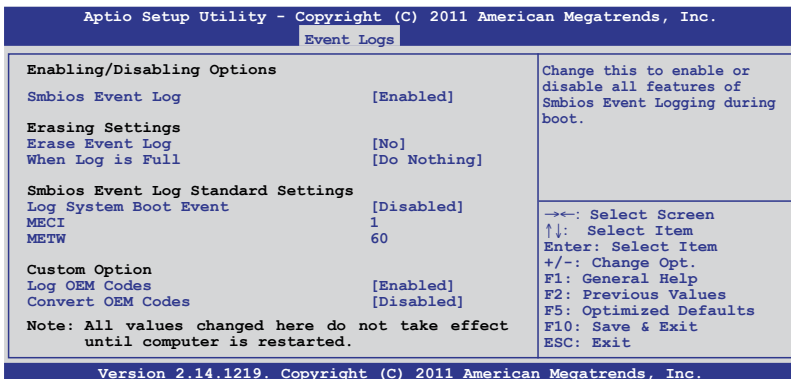 Aptio Setup Utility - Copyright (C) 2011 American Megatrends, Inc.
Event Logs
Enabling/Disabling Options
Smbios Event Log [Enabled]
Erasing Settings
Erase Event Log [No]
When Log is Full [Do Nothing]
Smbios Event Log Standard Settings
Log System Boot Event [Disabled]
MECI 1
METW 60
Custom Option
Log OEM Codes [Enabled]
Convert OEM Codes [Disabled]
Note: All values changed here do not take effect
until computer is restarted.
Change this to enable or
disable all features of
Smbios Event Logging during
boot.
→←: Select Screen
↑↓: Select Item
Enter: Select Item
+/-: Change Opt.
F1: General Help
F2: Previous Values
F5: Optimized Defaults
F10: Save & Exit
ESC: Exit
Version 2.14.1219. Copyright (C) 2011 American Megatrends, Inc.